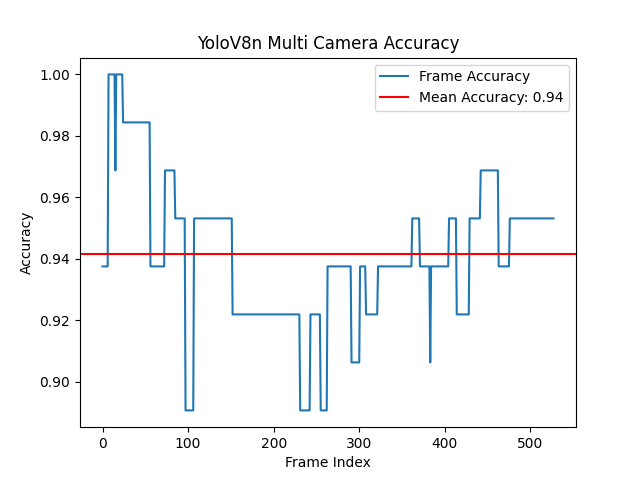 YoloV8n Multi Camera Accuracy
Frame Accuracy
Mean Accuracy: 0.94
Accuracy
1.00
0.98
0.96
0.94
0.92
0.90
0
100
200
300
400
500
Frame Index